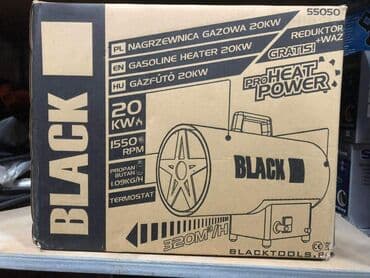 55050
BLACK
PL NAGRZEWNICA GAZOWA 20KW
EN GASOLINE HEATER 20KW
HU GÁZFŰTŐ 20KW
REDUKTOR
+WĄŻ
GRATIS!
PRO HEAT
POWER
20
KW
1550
RPM
PROPAN
BUTAN
1.09KG/H
TERMOSTAT
BLACK
320M³/H
BLACKTOOLS.PL